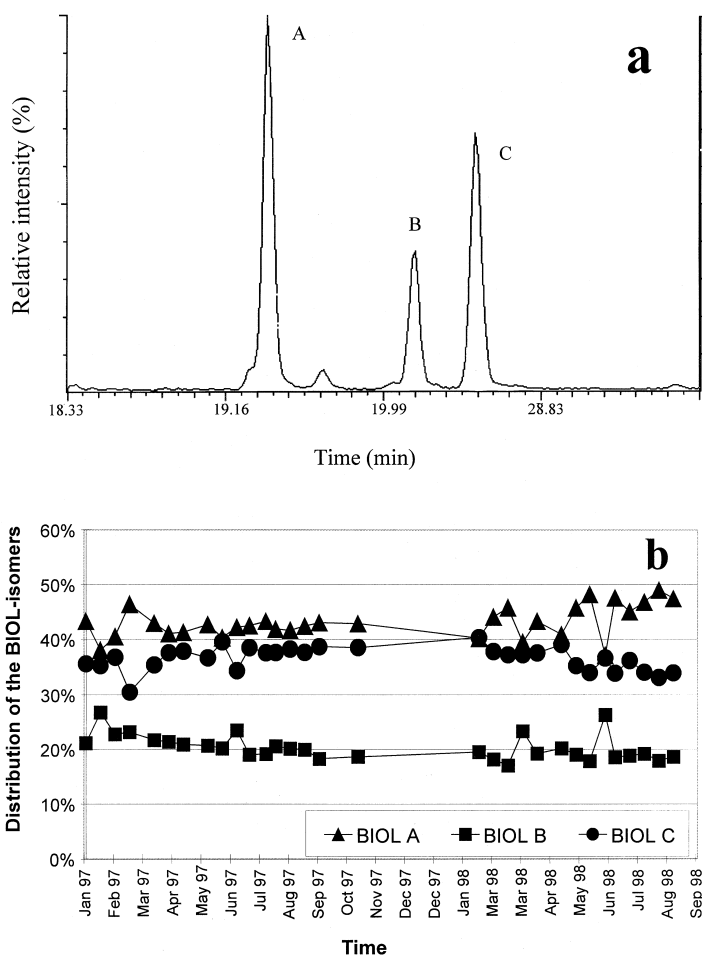 a
A
B
C
Relative intensity (%)
18.33 19.16 19.99 28.83
Time (min)
b
Distribution of the BIOL-isomers
60%
50%
40%
30%
20%
10%
0%
BIOL A BIOL B BIOL C
Jan 97 Feb 97 Mar 97 Apr 97 May 97 Jun 97 Jul 97 Aug 97 Sep 97 Oct 97 Nov 97 Dec 97 Dec 97 Jan 98 Mar 98 Mar 98 Apr 98 May 98 Jun 98 Jul 98 Aug 98 Sep 98
Time